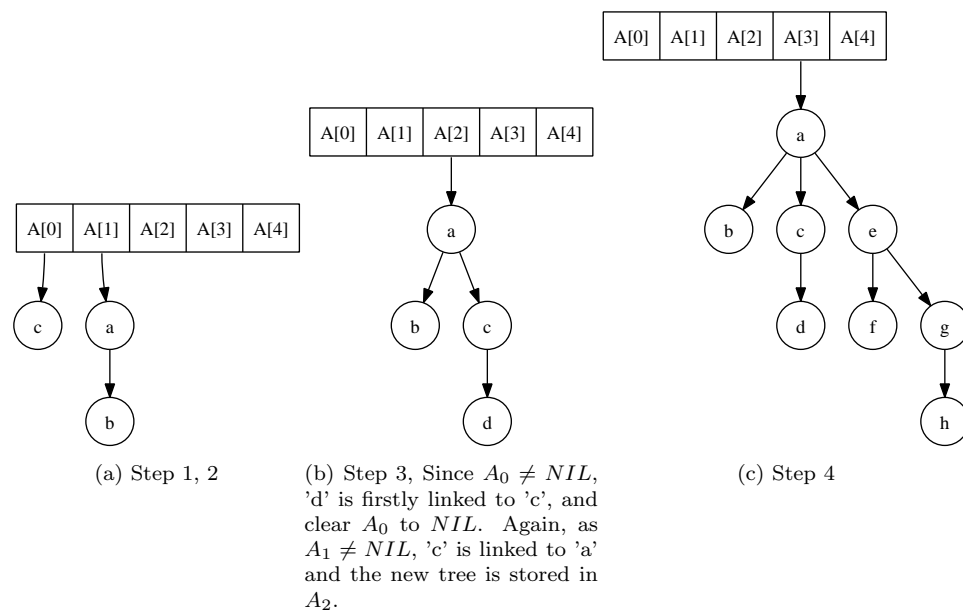 A[0] A[1] A[2] A[3] A[4]
c a
b
(a) Step 1, 2
A[0] A[1] A[2] A[3] A[4]
a
b c
d
(b) Step 3, Since A₀ ≠ NIL,
'd' is firstly linked to 'c', and
clear A₀ to NIL. Again, as
A₁ ≠ NIL, 'c' is linked to 'a'
and the new tree is stored in
A₂.
A[0] A[1] A[2] A[3] A[4]
a
b c e
d f g
h
(c) Step 4